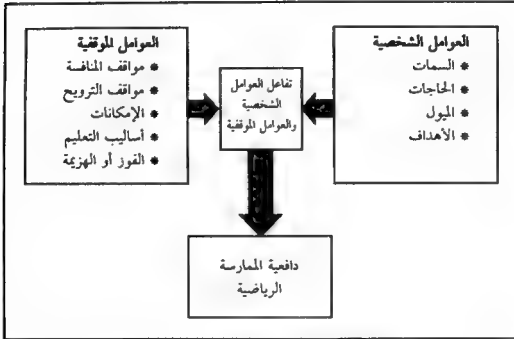 العوامل الشخصية
* السمات
* الحاجات
* الميول
* الأهداف
تفاعل العوامل
الشخصية
والعوامل الموقفية
العوامل الموقفية
* مواقف المنافسة
* مواقف الترويح
* الإمكانات
* أساليب التعليم
* الفوز أو الهزيمة
دافعية الممارسة
الرياضية